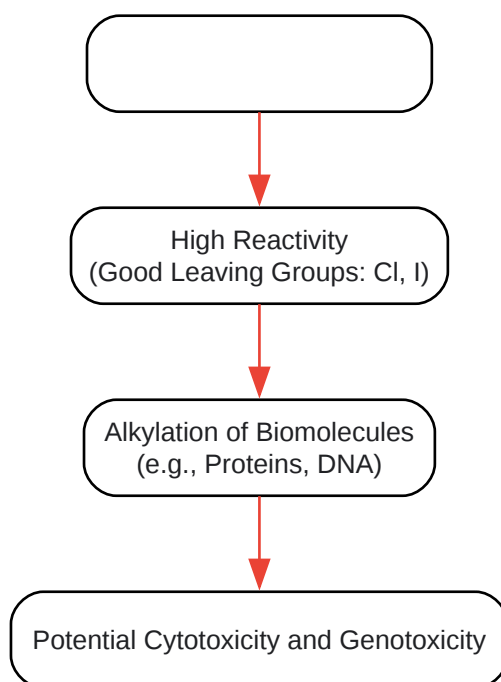 High Reactivity
(Good Leaving Groups: Cl, I)
Alkylation of Biomolecules
(e.g., Proteins, DNA)
Potential Cytotoxicity and Genotoxicity